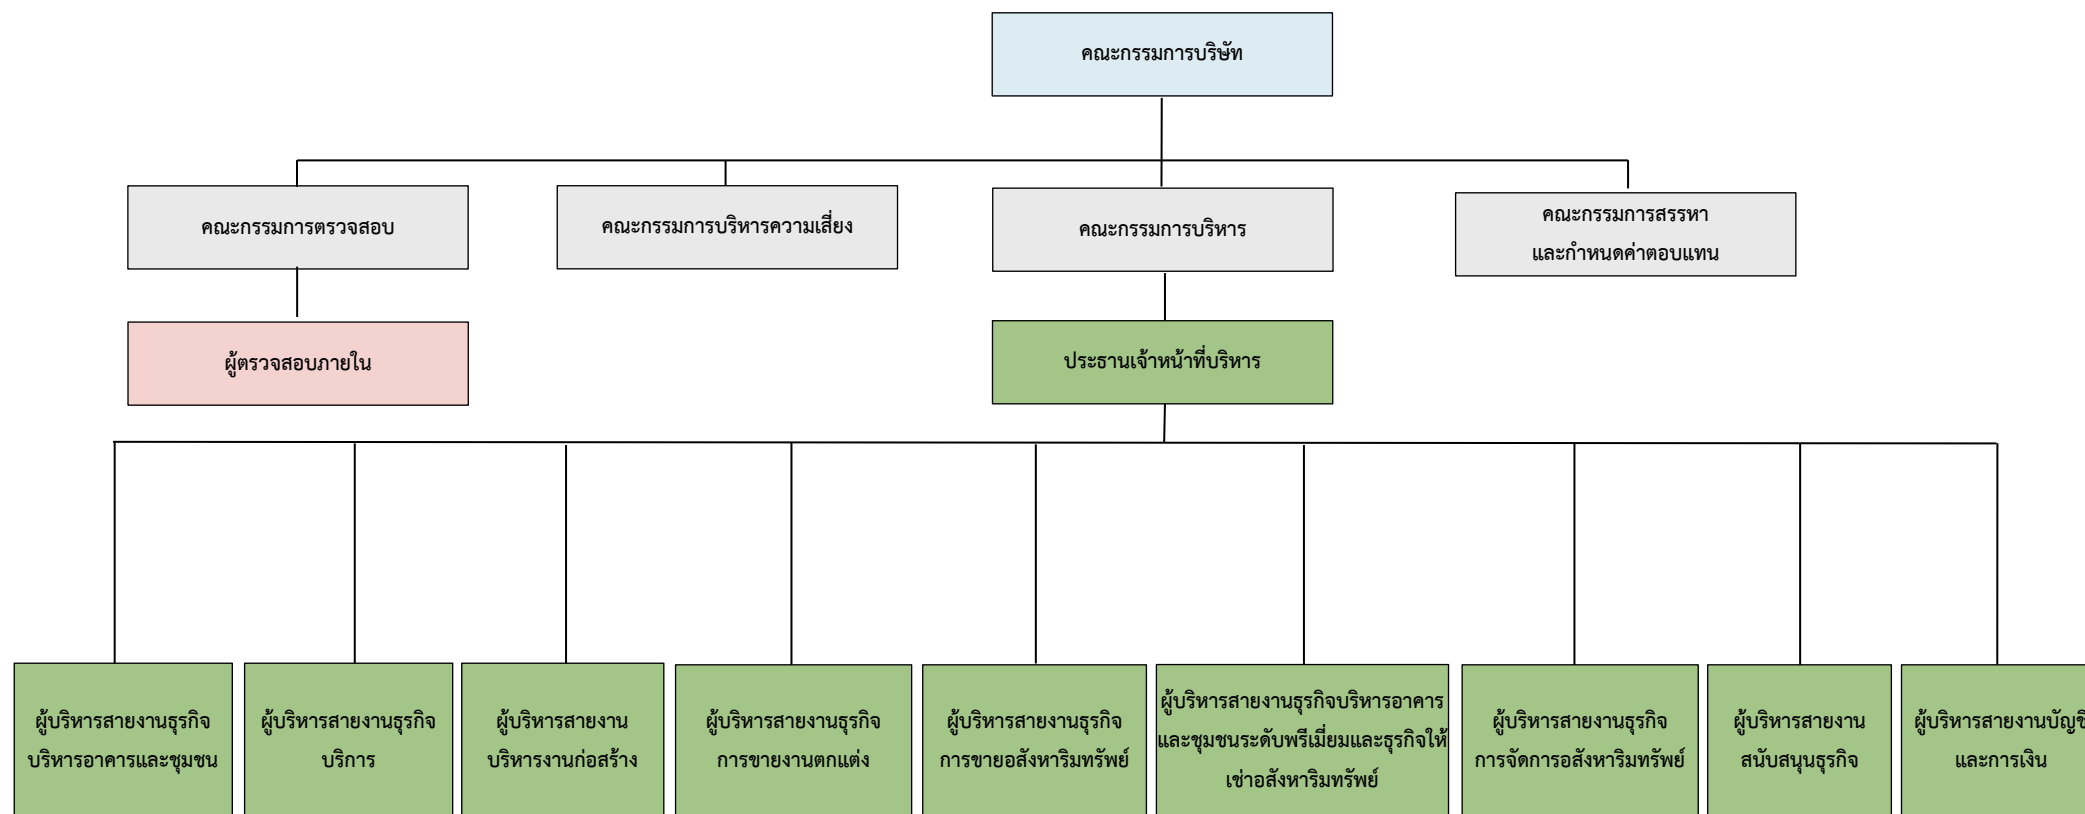 คณะกรรมการบริษัท
คณะกรรมการตรวจสอบ
คณะกรรมการบริหารความเสี่ยง
คณะกรรมการบริหาร
คณะกรรมการสรรหา
และกำหนดค่าตอบแทน
ผู้ตรวจสอบภายใน
ประธานเจ้าหน้าที่บริหาร
ผู้บริหารสายงานธุรกิจ
บริหารอาคารและชุมชน
ผู้บริหารสายงานธุรกิจ
บริการ
ผู้บริหารสายงาน
บริหารงานก่อสร้าง
ผู้บริหารสายงานธุรกิจ
การขายงานตกแต่ง
ผู้บริหารสายงานธุรกิจ
การขายอสังหาริมทรัพย์
ผู้บริหารสายงานธุรกิจบริหารอาคาร
และชุมชนระดับพรีเมี่ยมและธุรกิจให้
เช่าอสังหาริมทรัพย์
ผู้บริหารสายงานธุรกิจ
การจัดการอสังหาริมทรัพย์
ผู้บริหารสายงาน
สนับสนุนธุรกิจ
ผู้บริหารสายงานบัญชี
และการเงิน